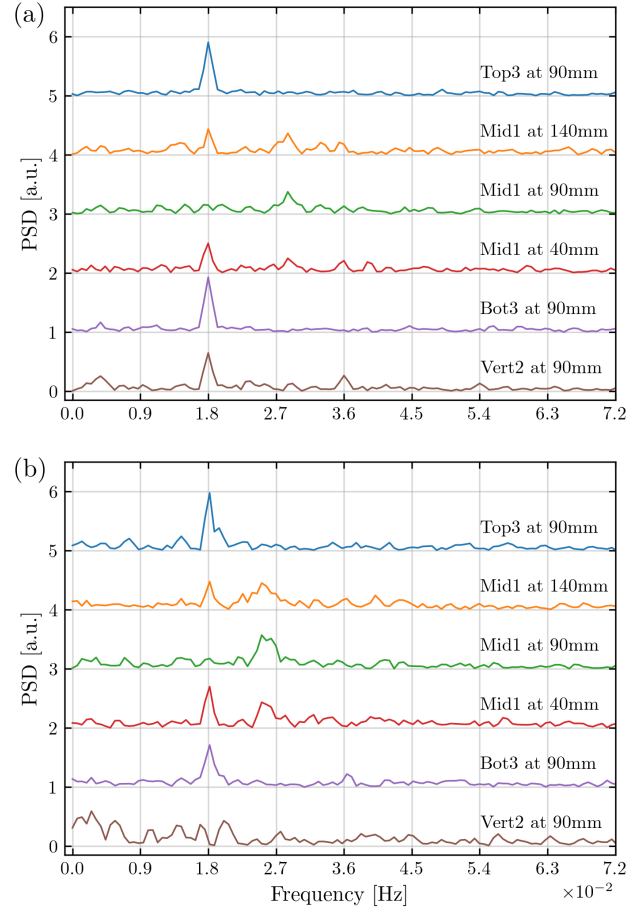 (a)
PSD [a.u.]
6
5
4
3
2
1
0
Top3 at 90mm
Mid1 at 140mm
Mid1 at 90mm
Mid1 at 40mm
Bot3 at 90mm
Vert2 at 90mm
0.0 0.9 1.8 2.7 3.6 4.5 5.4 6.3 7.2
(b)
PSD [a.u.]
6
5
4
3
2
1
0
Top3 at 90mm
Mid1 at 140mm
Mid1 at 90mm
Mid1 at 40mm
Bot3 at 90mm
Vert2 at 90mm
0.0 0.9 1.8 2.7 3.6 4.5 5.4 6.3 7.2
Frequency [Hz]
×10⁻²